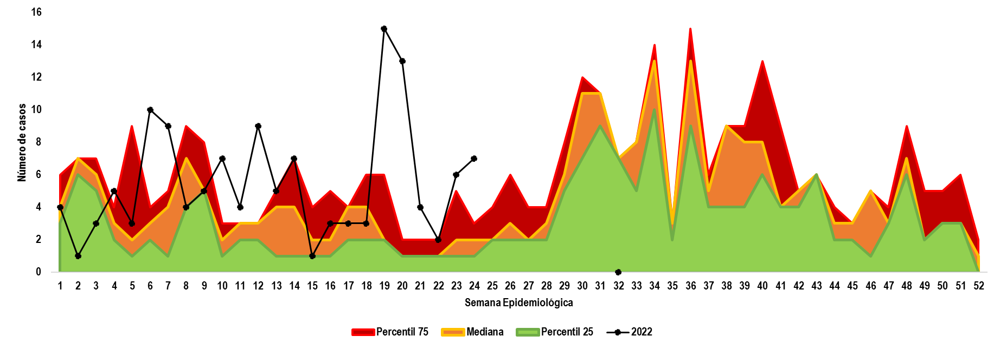 16
14
12
10
8
6
4
2
0
Número de casos
1 2 3 4 5 6 7 8 9 10 11 12 13 14 15 16 17 18 19 20 21 22 23 24 25 26 27 28 29 30 31 32 33 34 35 36 37 38 39 40 41 42 43 44 45 46 47 48 49 50 51 52
Semana Epidemiológica
Percentil 75 Mediana Percentil 25 2022